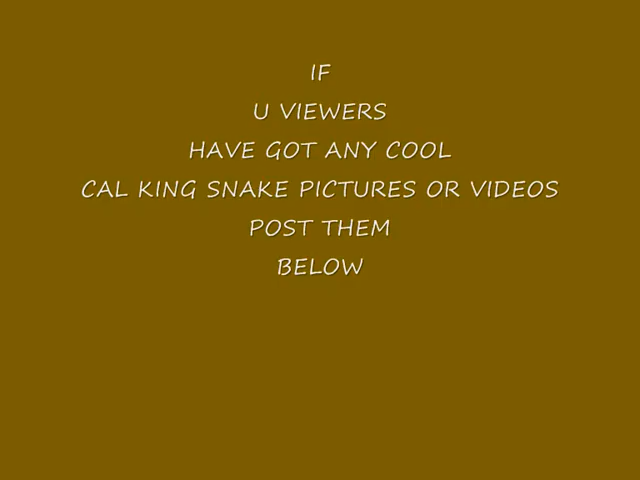 IF
U VIEWERS
HAVE GOT ANY COOL
CAL KING SNAKE PICTURES OR VIDEOS
POST THEM
BELOW